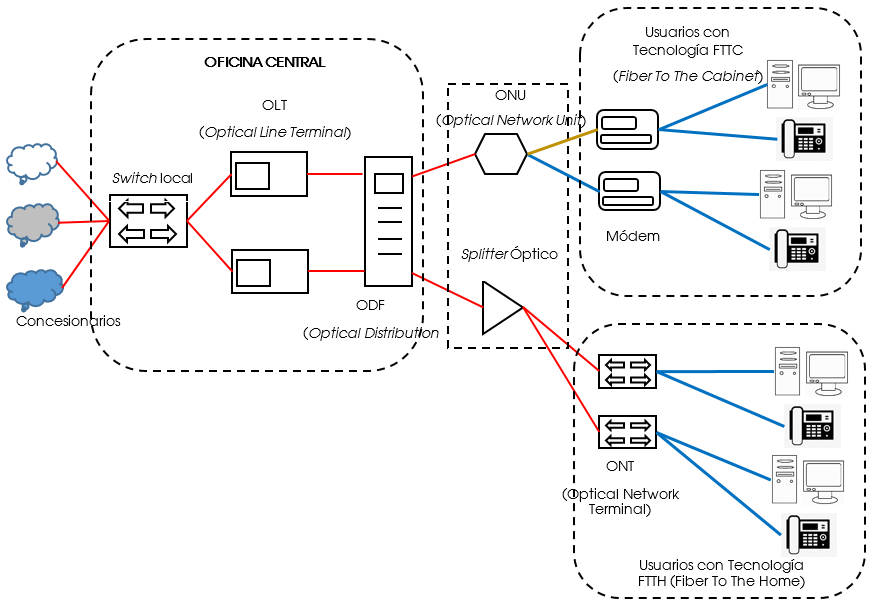 OFICINA CENTRAL
OLT
(Optical Line Terminal)
Switch local
Concesionarios
ODF
(Optical Distribution
ONU
(Optical Network Unit)
Splitter Óptico
Usuarios con
Tecnología FTTC
(Fiber To The Cabinet)
Módem
ONT
(Optical Network
Terminal)
Usuarios con Tecnología
FTTH (Fiber To The Home)